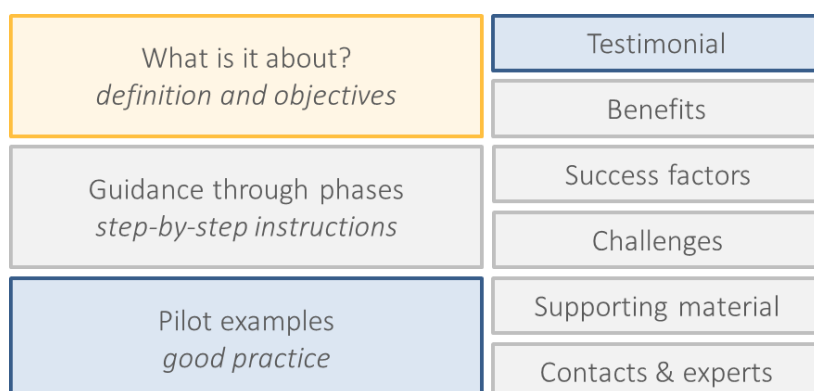 What is it about?
definition and objectives
Guidance through phases
step-by-step instructions
Pilot examples
good practice
Testimonial
Benefits
Success factors
Challenges
Supporting material
Contacts & experts